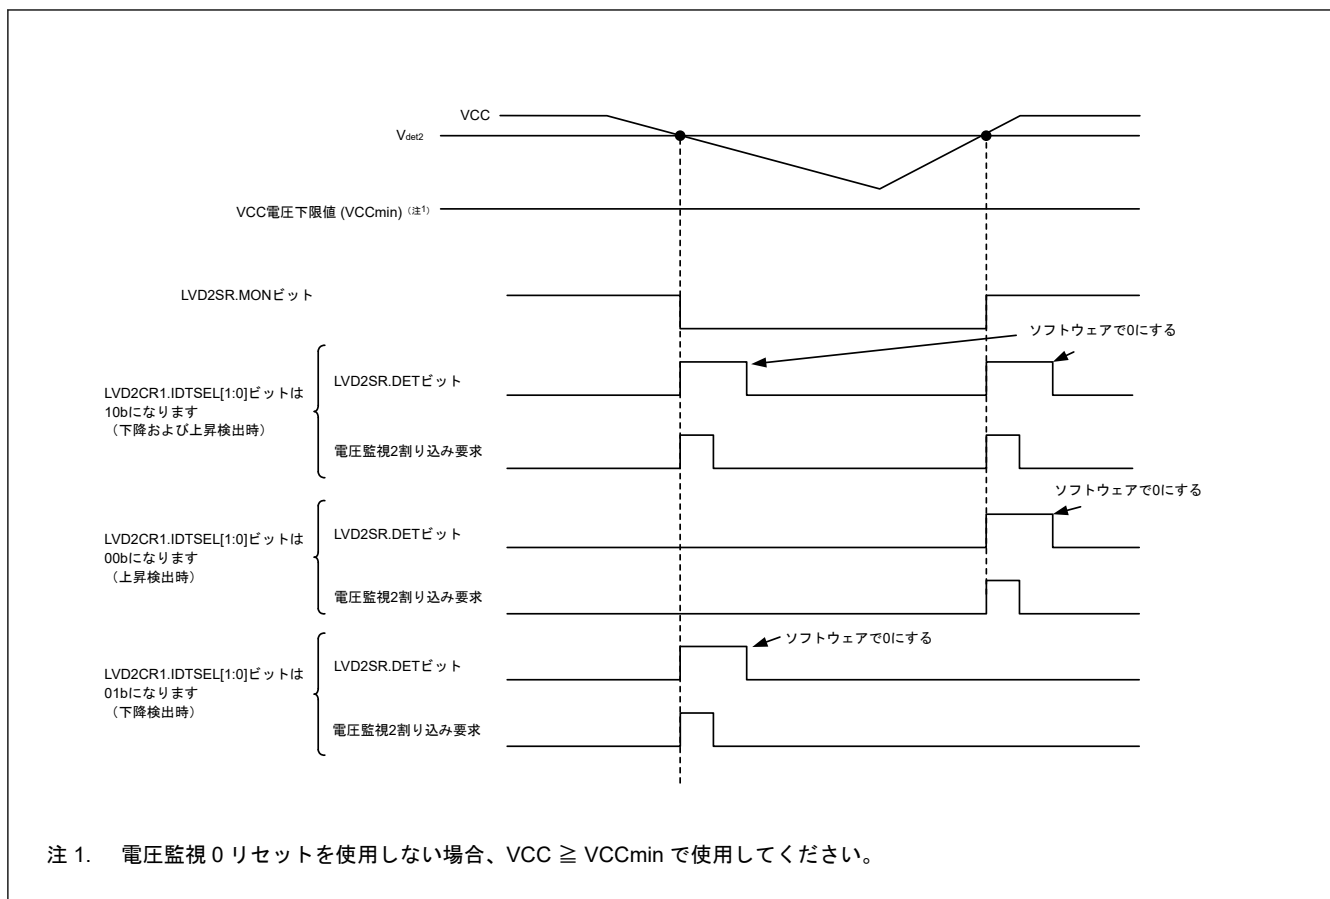 VCC
Vdet2
VCC電圧下限値 (VCCmin)（注1）
LVD2SR.MONビット
ソフトウェアで0にする
LVD2CR1.IDTSEL[1:0]ビットは
10bになります
（下降および上昇検出時）
LVD2SR.DETビット
電圧監視2割り込み要求
ソフトウェアで0にする
LVD2CR1.IDTSEL[1:0]ビットは
00bになります
（上昇検出時）
LVD2SR.DETビット
電圧監視2割り込み要求
ソフトウェアで0にする
LVD2CR1.IDTSEL[1:0]ビットは
01bになります
（下降検出時）
LVD2SR.DETビット
電圧監視2割り込み要求
注 1. 電圧監視 0 リセットを使用しない場合、VCC ≧ VCCmin で使用してください。